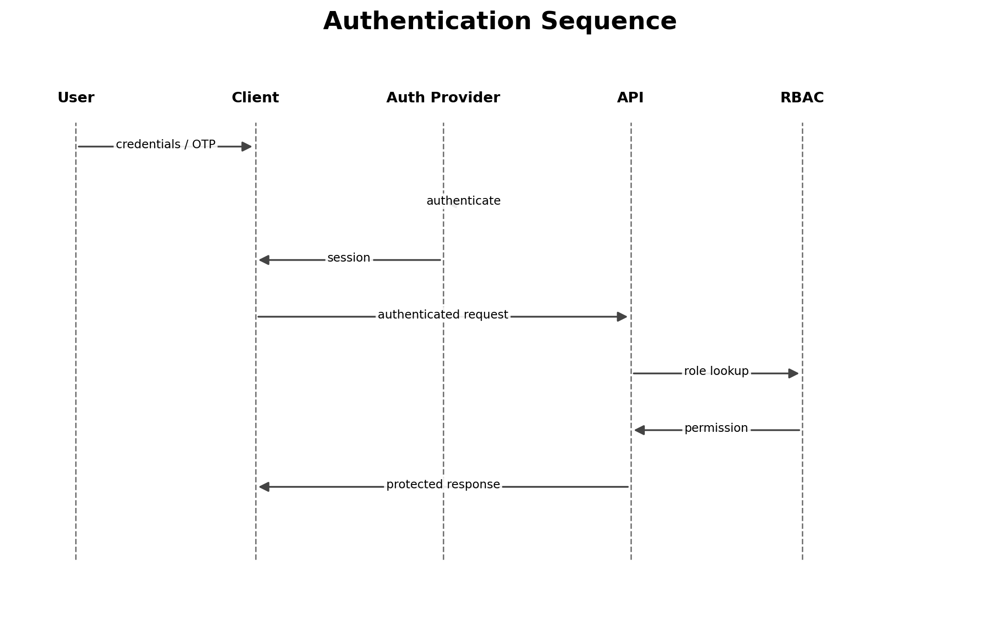 Authentication Sequence
User Client Auth Provider API RBAC
credentials / OTP
authenticate
session
authenticated request
role lookup
permission
protected response